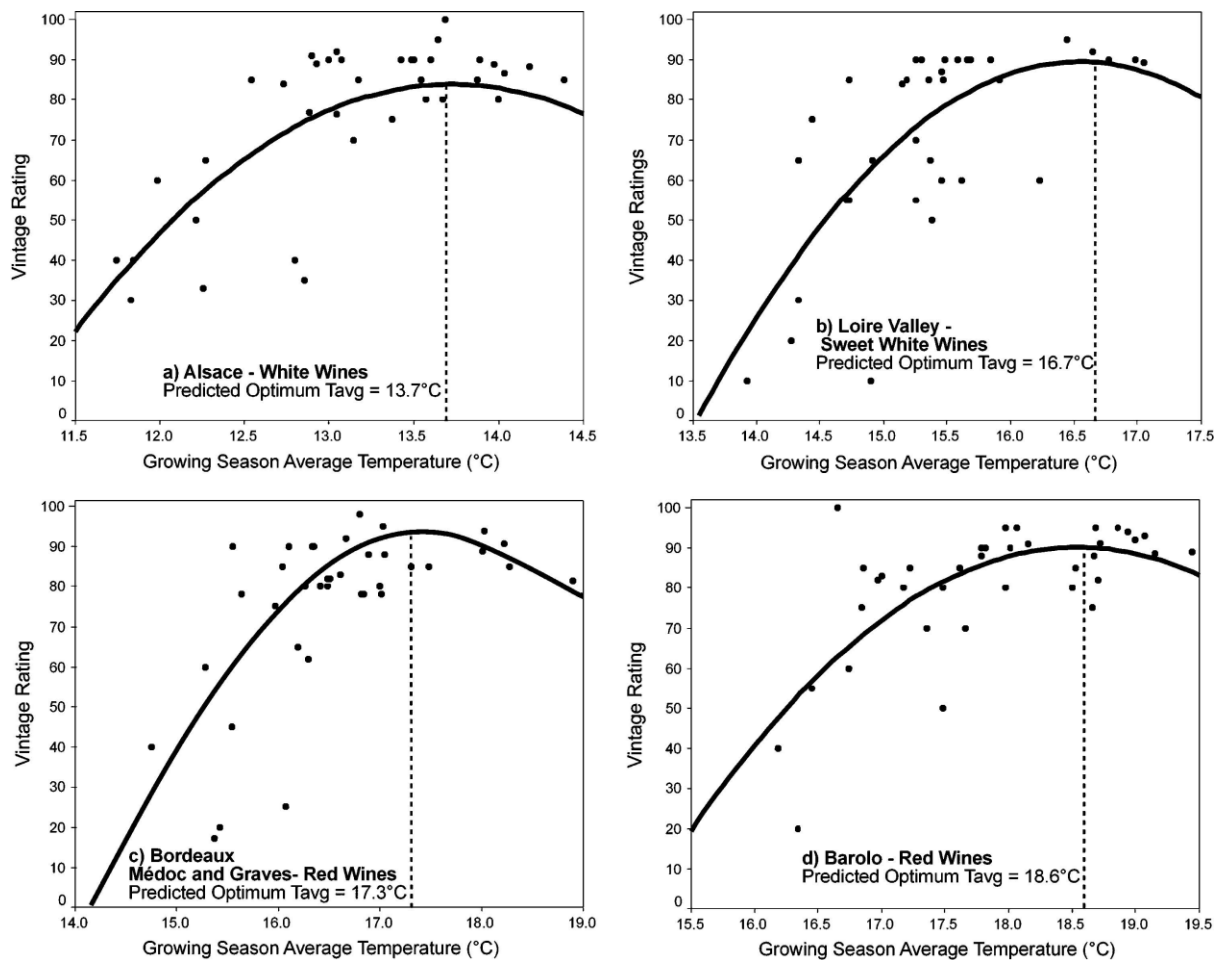 100
90
80
70
60
50
40
30
20
10
0
Vintage Rating
a) Alsace - White Wines
Predicted Optimum Tavg = 13.7°C
11.5 12.0 12.5 13.0 13.5 14.0 14.5
Growing Season Average Temperature (°C)
100
90
80
70
60
50
40
30
20
10
0
Vintage Ratings
b) Loire Valley -
Sweet White Wines
Predicted Optimum Tavg = 16.7°C
13.5 14.0 14.5 15.0 15.5 16.0 16.5 17.0 17.5
Growing Season Average Temperature (°C)
100
90
80
70
60
50
40
30
20
10
0
Vintage Rating
c) Bordeaux
Médoc and Graves- Red Wines
Predicted Optimum Tavg = 17.3°C
14.0 15.0 16.0 17.0 18.0 19.0
Growing Season Average Temperature (°C)
100
90
80
70
60
50
40
30
20
10
0
Vintage Rating
d) Barolo - Red Wines
Predicted Optimum Tavg = 18.6°C
15.5 16.0 16.5 17.0 17.5 18.0 18.5 19.0 19.5
Growing Season Average Temperature (°C)